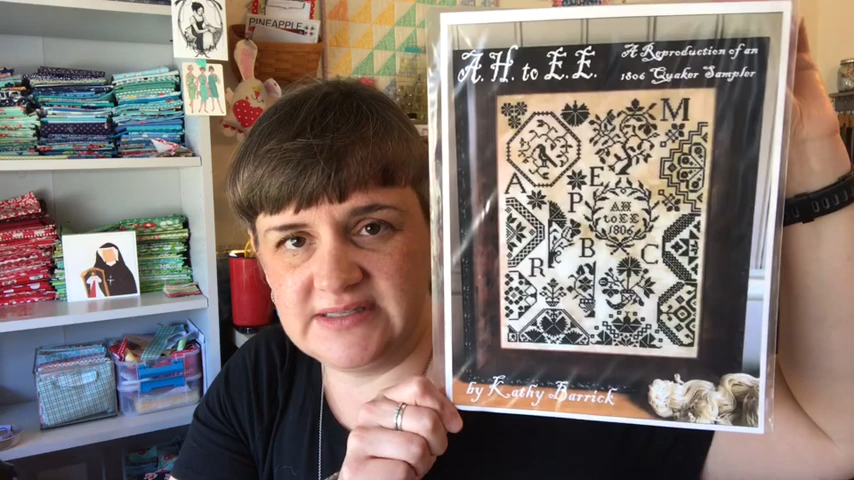 PINEAPPLE
A.H. to E.E.
A Reproduction of an
1806 Quaker Sampler
M
A
E
P
AH
to EE
1806
R
B
C
by Kathy Barrick